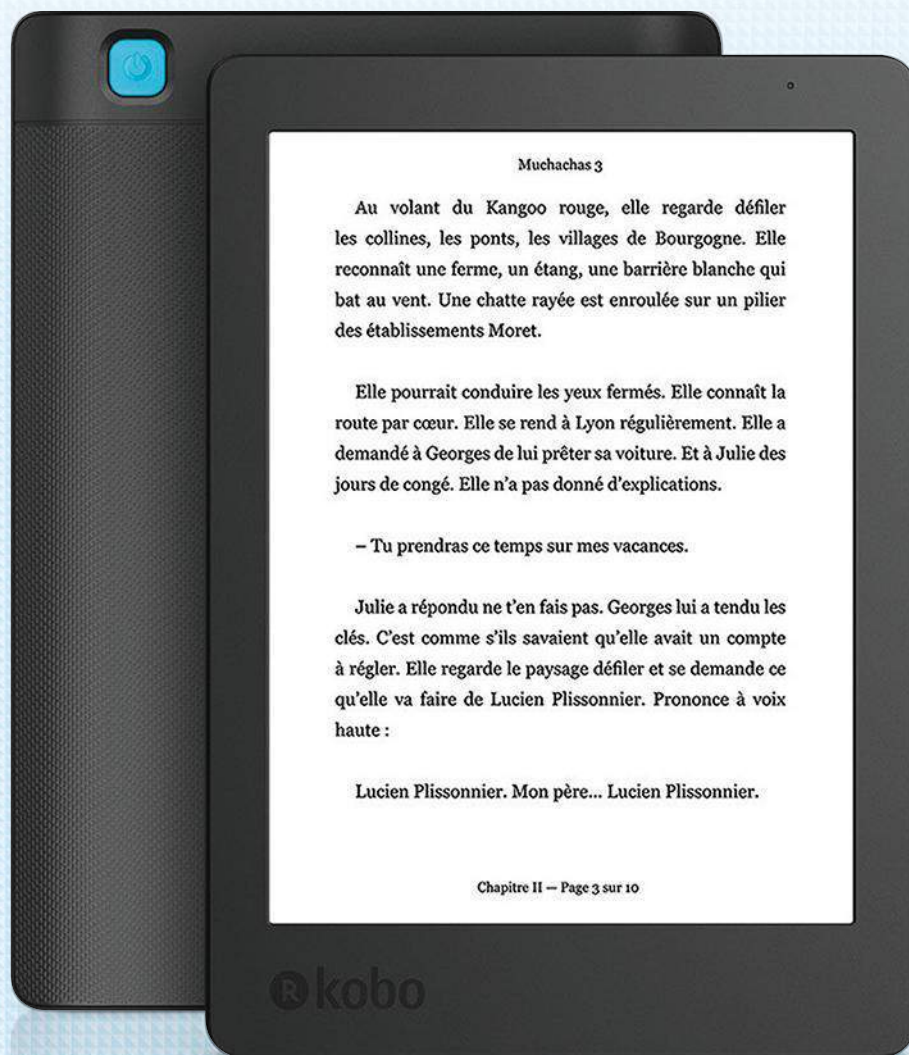 Muchachas 3
Au volant du Kangoo rouge, elle regarde défiler
les collines, les ponts, les villages de Bourgogne. Elle
reconnaît une ferme, un étang, une barrière blanche qui
bat au vent. Une chatte rayée est enroulée sur un pilier
des établissements Moret.
Elle pourrait conduire les yeux fermés. Elle connaît la
route par cœur. Elle se rend à Lyon régulièrement. Elle a
demandé à Georges de lui prêter sa voiture. Et à Julie des
jours de congé. Elle n'a pas donné d'explications.
– Tu prendras ce temps sur mes vacances.
Julie a répondu ne t'en fais pas. Georges lui a tendu les
clés. C'est comme s'ils savaient qu'elle avait un compte
à régler. Elle regarde le paysage défiler et se demande ce
qu'elle va faire de Lucien Plissonnier. Prononce à voix
haute :
Lucien Plissonnier. Mon père... Lucien Plissonnier.
Chapitre II — Page 3 sur 10
R kobo